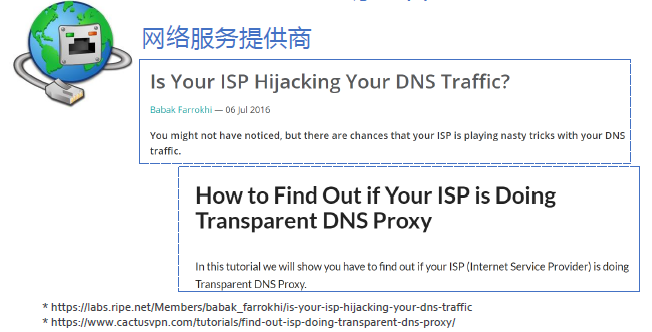 网络服务提供商
Is Your ISP Hijacking Your DNS Traffic?
Babak Farrokhi — 06 Jul 2016
You might not have noticed, but there are chances that your ISP is playing nasty tricks with your DNS
traffic.
How to Find Out if Your ISP is Doing
Transparent DNS Proxy
In this tutorial we will show you have to find out if your ISP (Internet Service Provider) is doing
Transparent DNS Proxy.
* https://labs.ripe.net/Members/babak_farrokhi/is-your-isp-hijacking-your-dns-traffic
* https://www.cactusvpn.com/tutorials/find-out-isp-doing-transparent-dns-proxy/